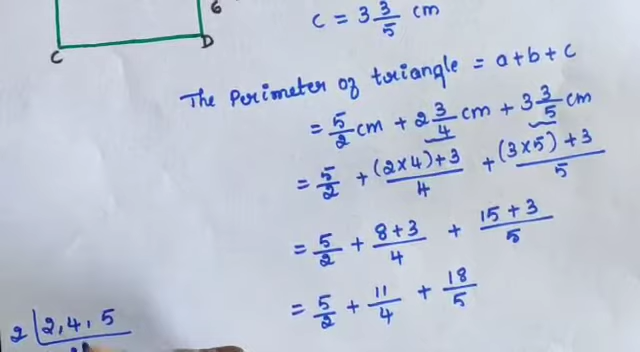 6
C D
c = 3 3/5 cm
The Perimeter of triangle = a+b+c
= 5/2 cm + 2 3/4 cm + 3 3/5 cm
= 5/2 + (2×4)+3/4 + (3×5)+3/5
= 5/2 + 8+3/4 + 15+3/5
= 5/2 + 11/4 + 18/5
2 | 2, 4, 5